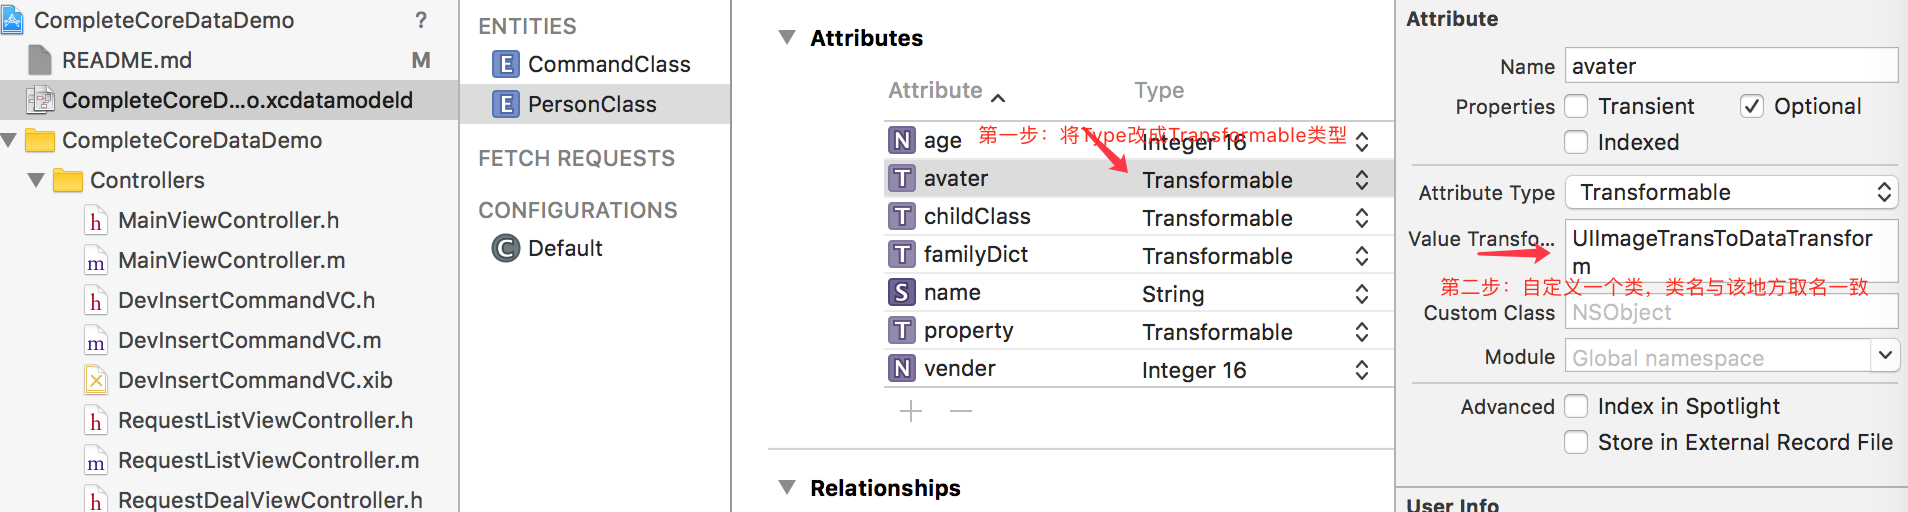 CompleteCoreDataDemo ?
README.md M
CompleteCoreD...o.xcdatamodeld
CompleteCoreDataDemo
Controllers
h MainViewController.h
m MainViewController.m
h DevInsertCommandVC.h
m DevInsertCommandVC.m
DevInsertCommandVC.xib
h RequestListViewController.h
m RequestListViewController.m
h RequestDealViewController.h
ENTITIES
E CommandClass
E PersonClass
FETCH REQUESTS
CONFIGURATIONS
C Default
Attributes
Attribute Type
N age Integer 16
第一步：将Type改成Transformable类型
T avater Transformable
T childClass Transformable
T familyDict Transformable
S name String
T property Transformable
N vender Integer 16
Relationships
Attribute
Name avater
Properties Transient Optional
Indexed
Attribute Type Transformable
Value Transfo... UIImageTransToDataTransfor
m
第二步：自定义一个类，类名与该地方取名一致
Custom Class NSObject
Module Global namespace
Advanced Index in Spotlight
Store in External Record File
User Info